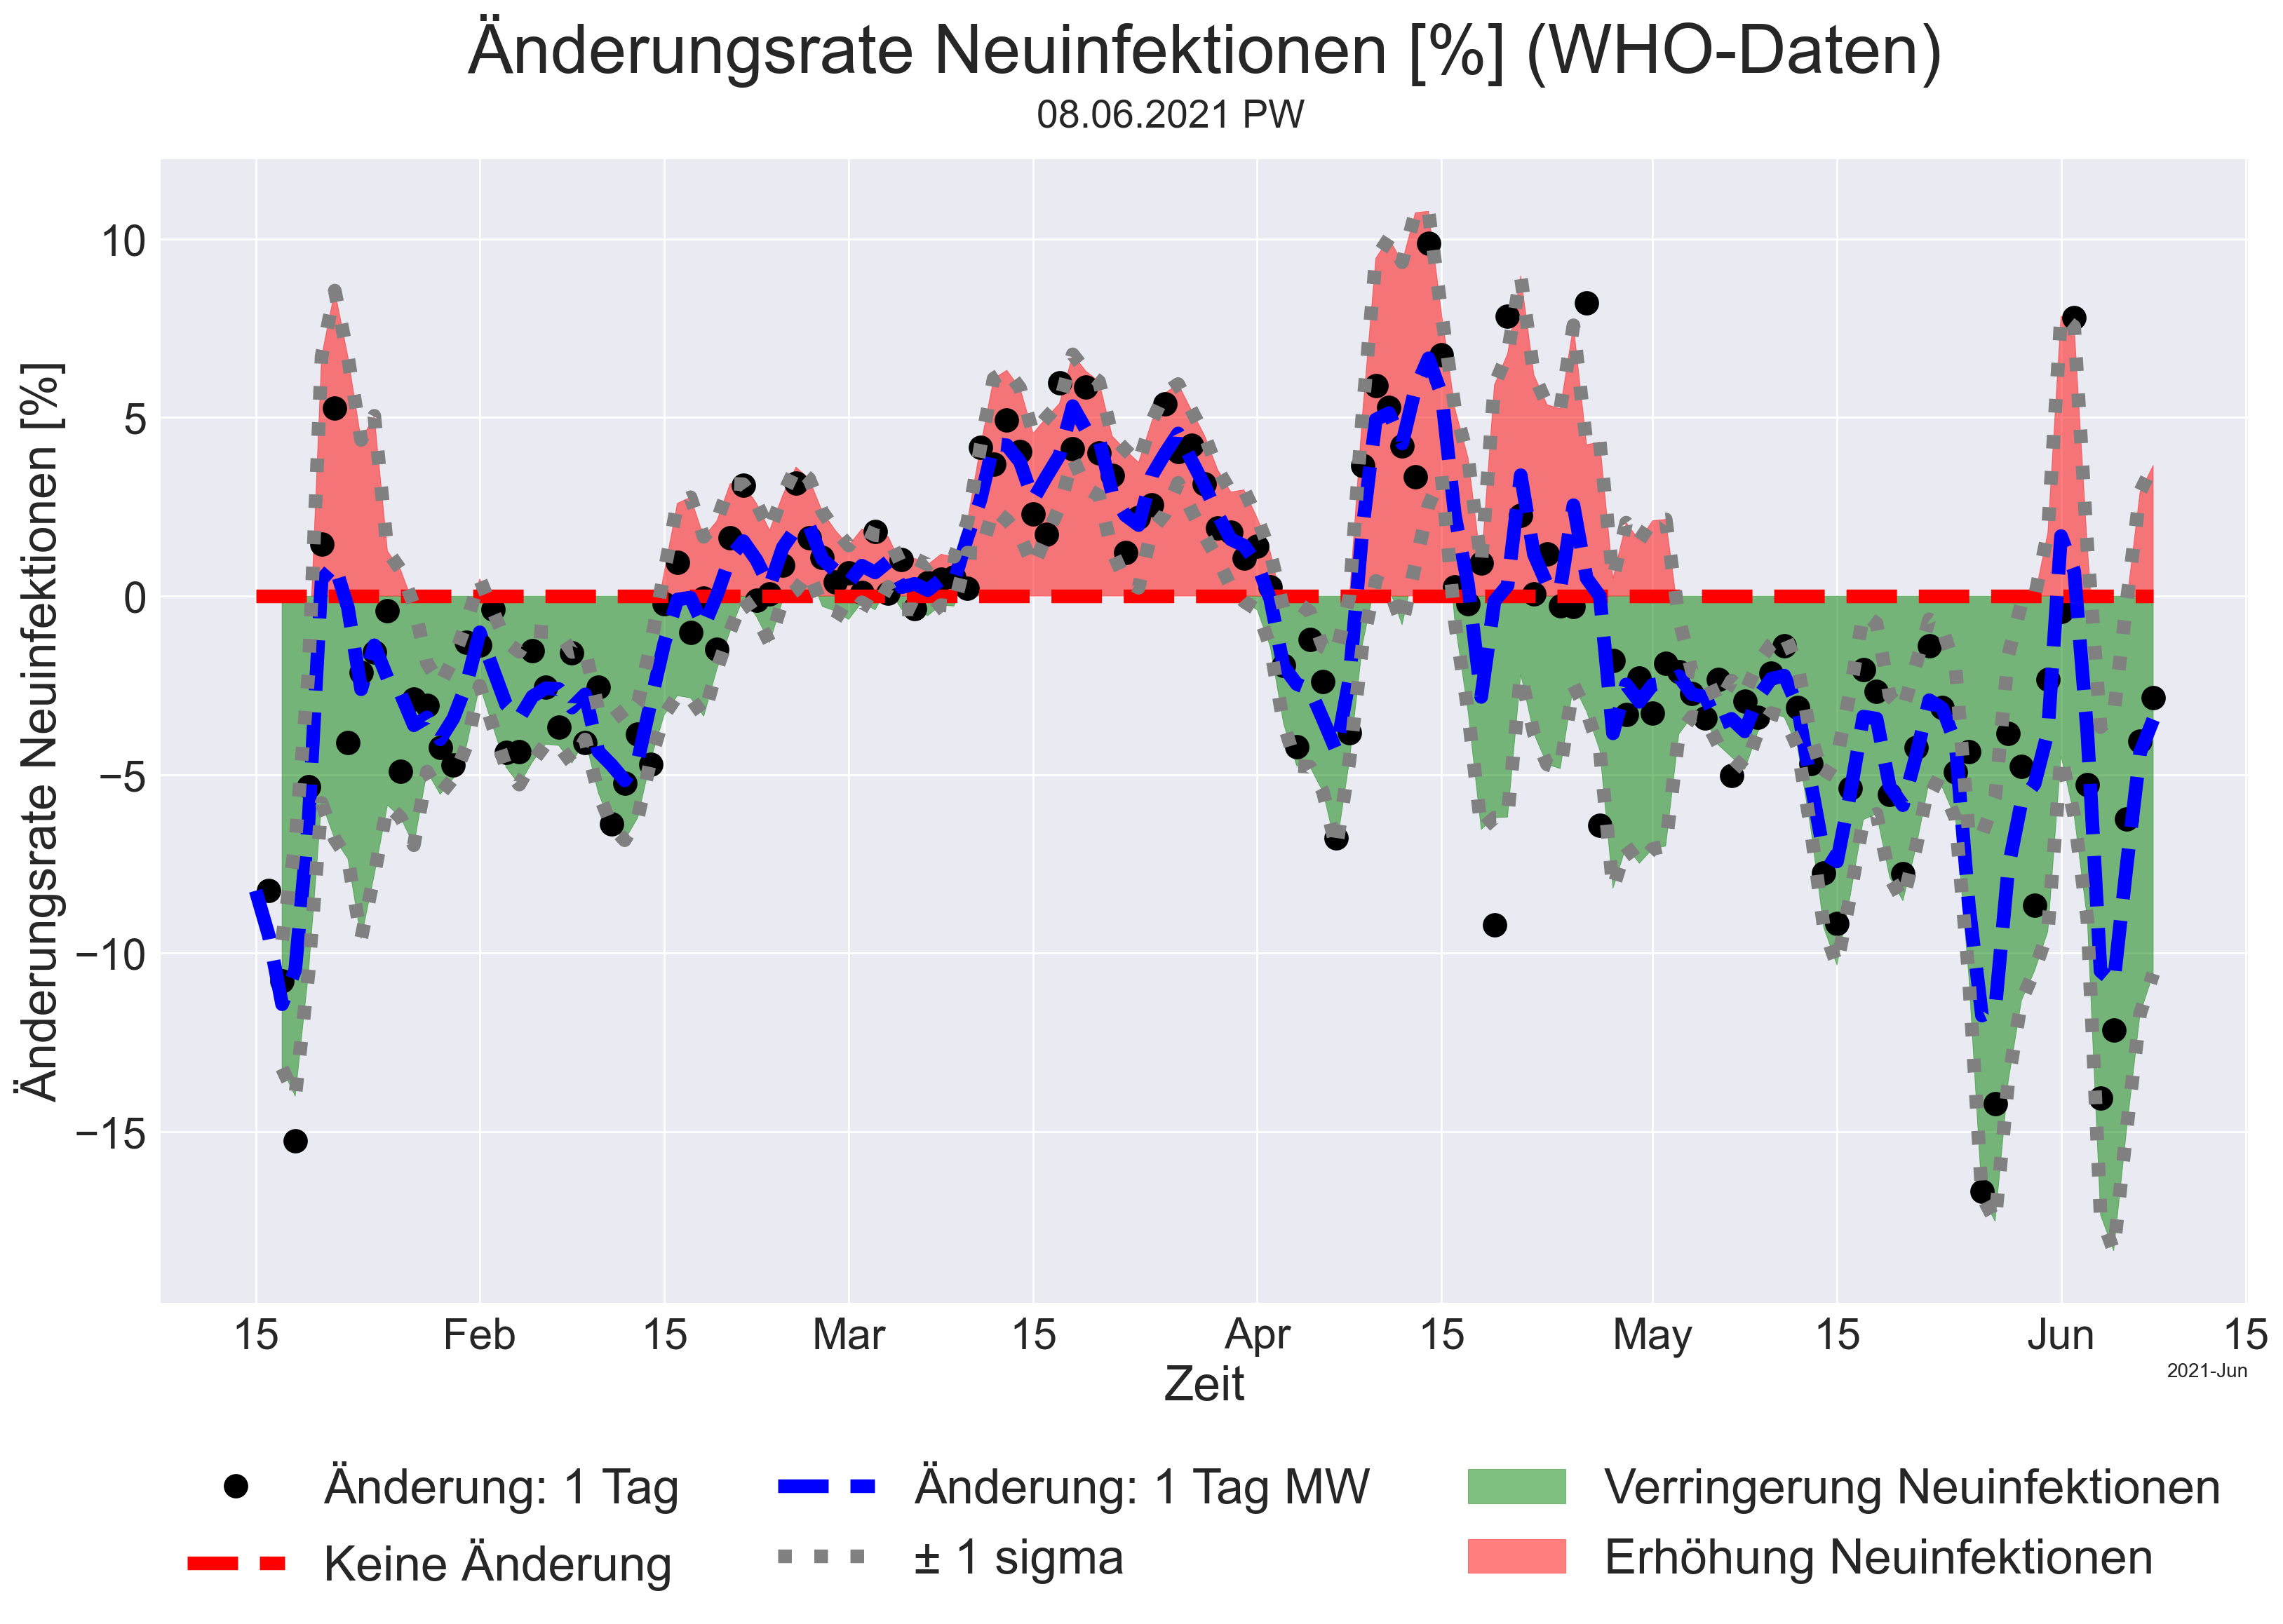 Änderungsrate Neuinfektionen [%] (WHO-Daten)
08.06.2021 PW
Änderungsrate Neuinfektionen [%]
10
5
0
−5
−10
−15
15 Feb 15 Mar 15 Apr 15 May 15 Jun 15
Zeit
2021-Jun
Änderung: 1 Tag
Keine Änderung
Änderung: 1 Tag MW
± 1 sigma
Verringerung Neuinfektionen
Erhöhung Neuinfektionen